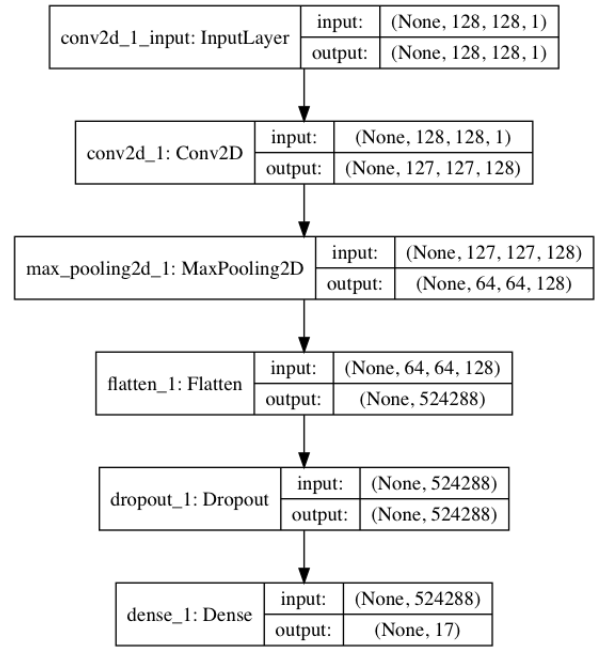 conv2d_1_input: InputLayer
input: (None, 128, 128, 1)
output: (None, 128, 128, 1)
conv2d_1: Conv2D
input: (None, 128, 128, 1)
output: (None, 127, 127, 128)
max_pooling2d_1: MaxPooling2D
input: (None, 127, 127, 128)
output: (None, 64, 64, 128)
flatten_1: Flatten
input: (None, 64, 64, 128)
output: (None, 524288)
dropout_1: Dropout
input: (None, 524288)
output: (None, 524288)
dense_1: Dense
input: (None, 524288)
output: (None, 17)